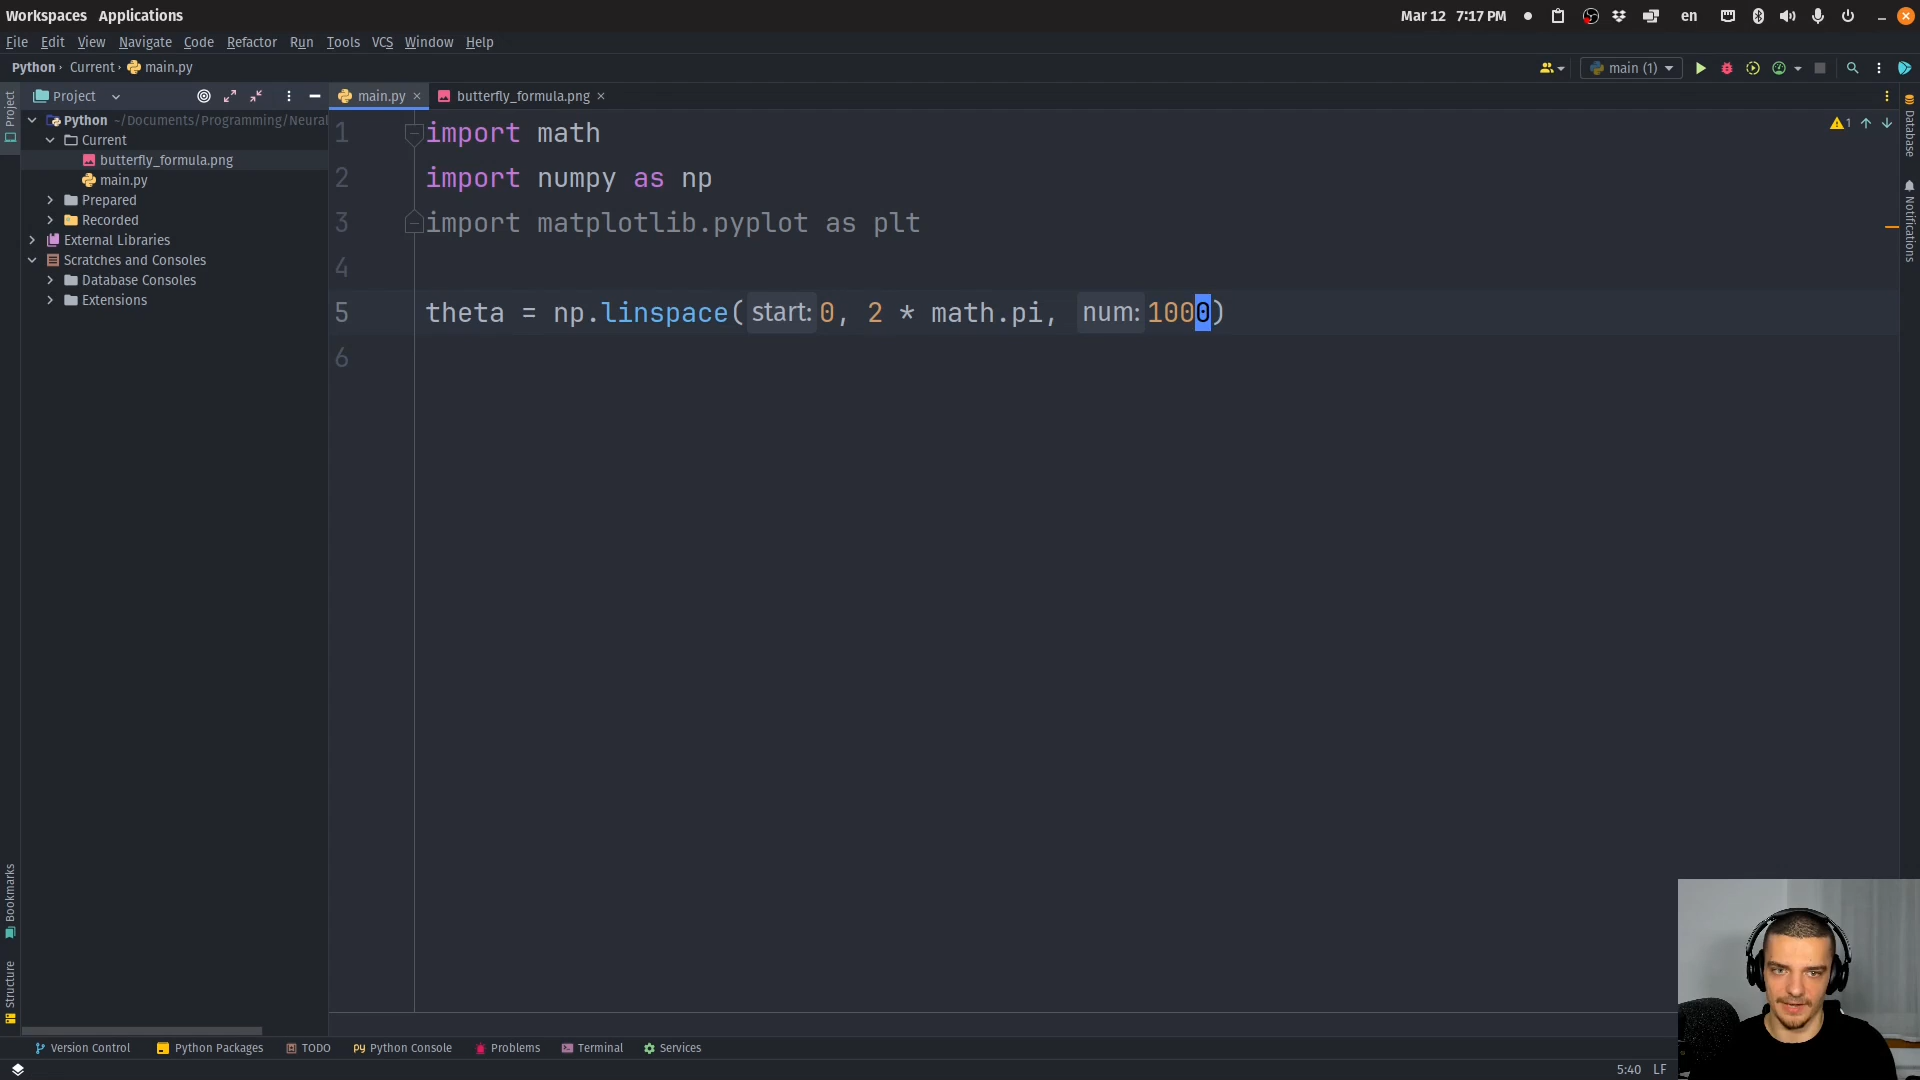 Workspaces Applications
Mar 12 7:17 PM
en
File Edit View Navigate Code Refactor Run Tools VCS Window Help
Python Current main.py
main (1)
Project
Project
main.py
butterfly_formula.png
Python ~/Documents/Programming/Neural
Current
butterfly_formula.png
main.py
Prepared
Recorded
External Libraries
Scratches and Consoles
Database Consoles
Extensions
1 import math
2 import numpy as np
3 import matplotlib.pyplot as plt
4
5 theta = np.linspace( start: 0, 2 * math.pi, num: 1000)
6
1
Database
Notifications
Bookmarks
Structure
Version Control Python Packages TODO Python Console Problems Terminal Services
5:40 LF